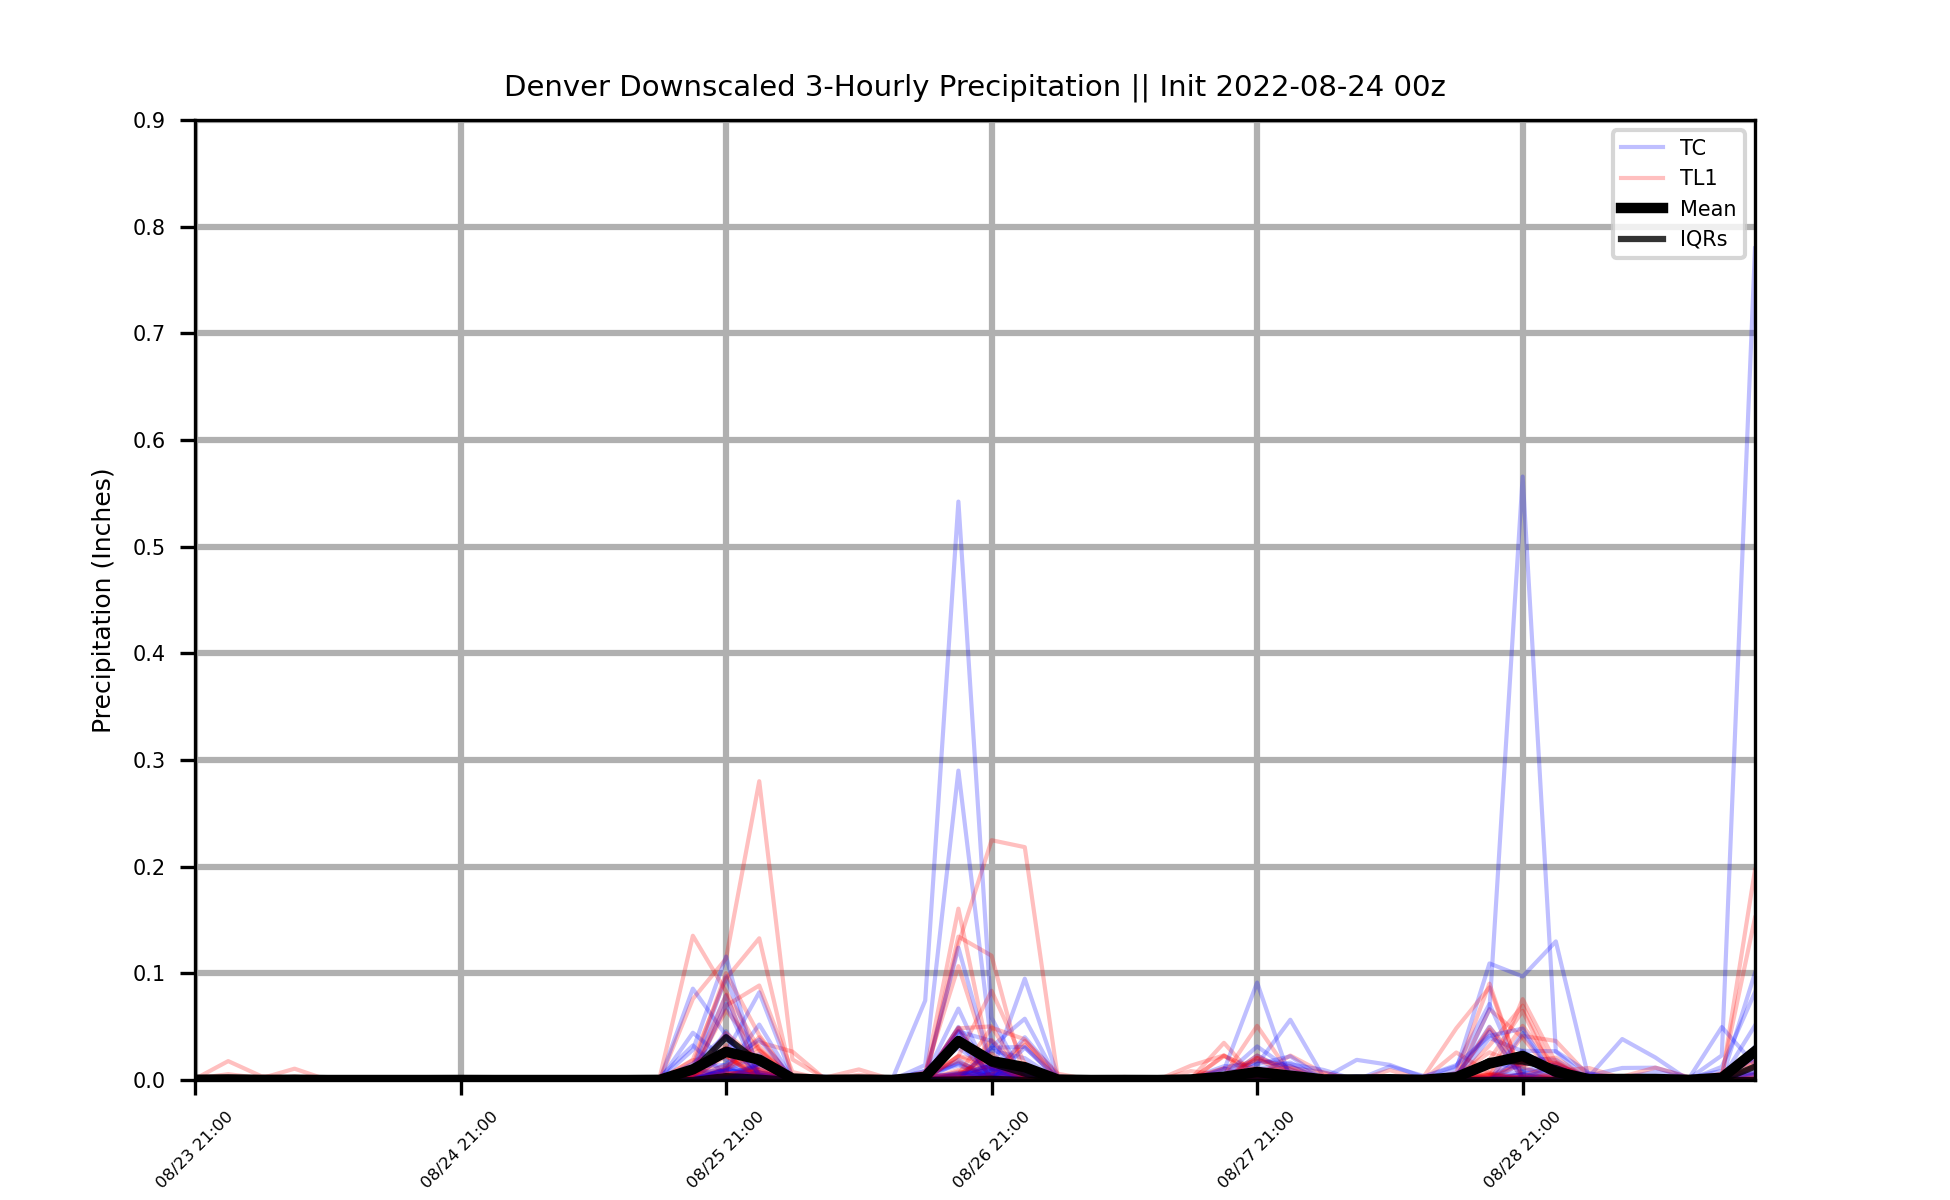 Denver Downscaled 3-Hourly Precipitation || Init 2022-08-24 00z
TC
TL1
Mean
IQRs
Precipitation (Inches)
0.9
0.8
0.7
0.6
0.5
0.4
0.3
0.2
0.1
0.0
08/23 21:00
08/24 21:00
08/25 21:00
08/26 21:00
08/27 21:00
08/28 21:00